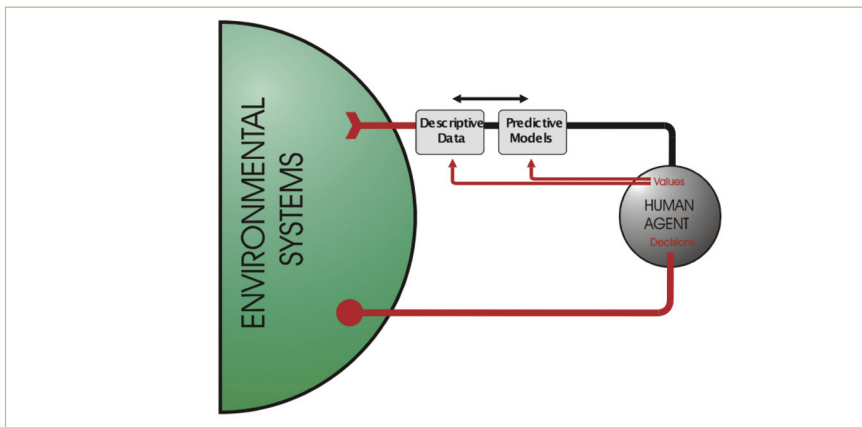 ENVIRONMENTAL
SYSTEMS
Descriptive
Data
Predictive
Models
Values
HUMAN
AGENT
Decisions